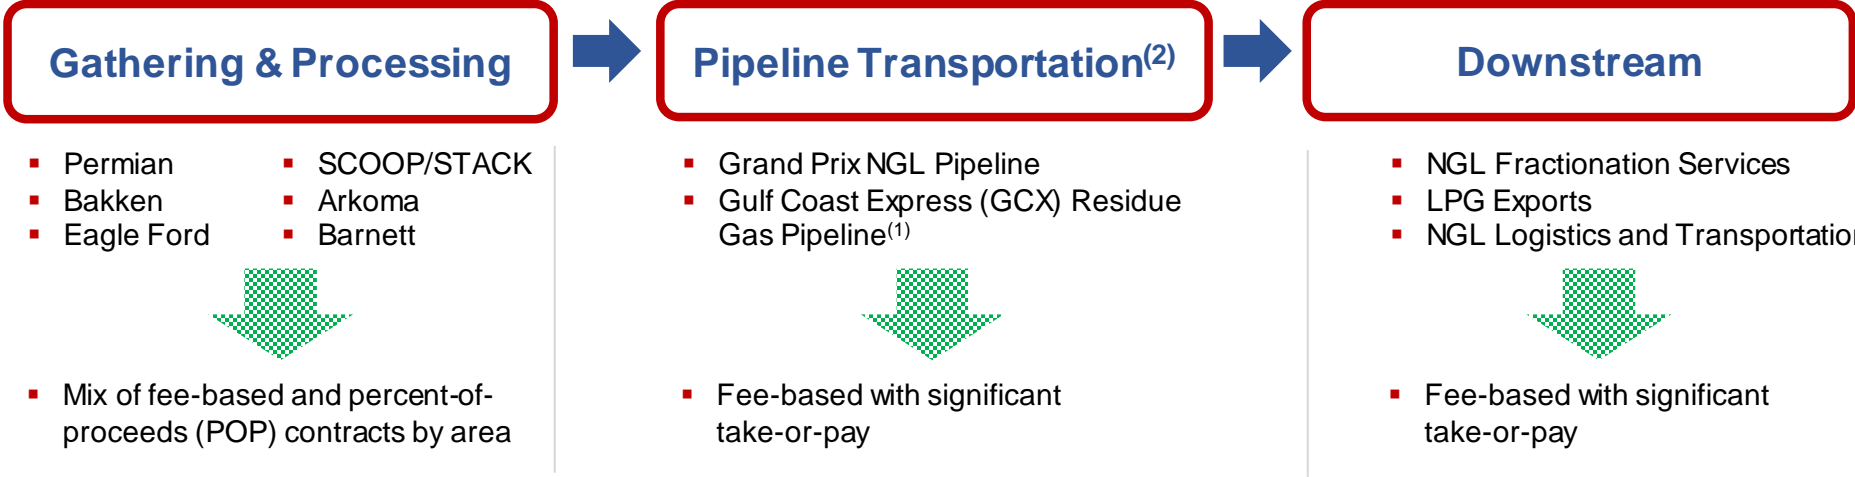 Gathering & Processing
Pipeline Transportation(2)
Downstream
▪ Permian
▪ Bakken
▪ Eagle Ford
▪ SCOOP/STACK
▪ Arkoma
▪ Barnett
▪ Grand Prix NGL Pipeline
▪ Gulf Coast Express (GCX) Residue
Gas Pipeline(1)
▪ NGL Fractionation Services
▪ LPG Exports
▪ NGL Logistics and Transportation
▪ Mix of fee-based and percent-of-
proceeds (POP) contracts by area
▪ Fee-based with significant
take-or-pay
▪ Fee-based with significant
take-or-pay